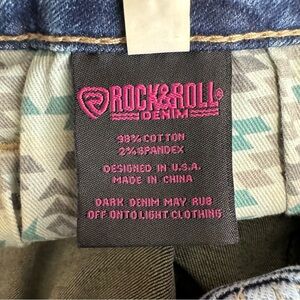 ROCK&ROLL®
DENIM
98% COTTON
2% SPANDEX
DESIGNED IN U.S.A.
MADE IN CHINA
DARK DENIM MAY RUB
OFF ONTO LIGHT CLOTHING